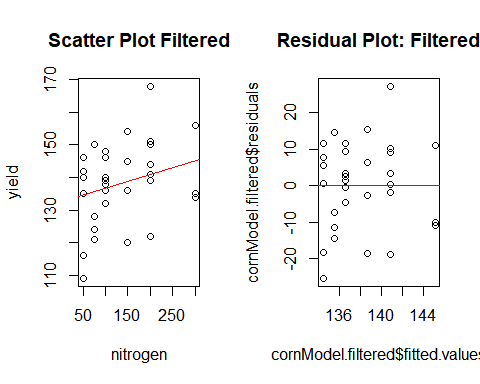 Scatter Plot Filtered
yield
110
130
150
170
50
150
250
nitrogen
Residual Plot: Filtered
cornModel.filtered$residuals
-20
-10
0
10
20
136
140
144
cornModel.filtered$fitted.values